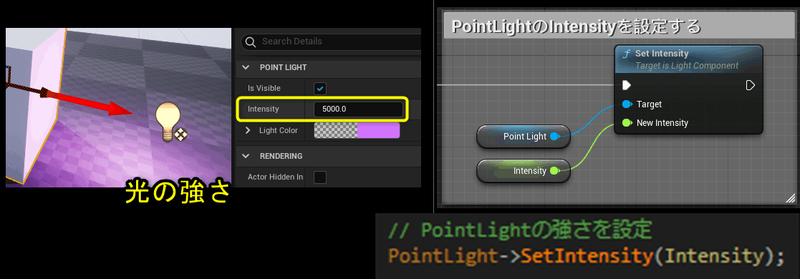 光の強さ
Search Details
POINT LIGHT
Is Visible
Intensity
5000.0
Light Color
RENDERING
Actor Hidden In
PointLightのIntensityを設定する
f Set Intensity
Target is Light Component
Target
New Intensity
Point Light
Intensity
// PointLightの強さを設定
PointLight->SetIntensity(Intensity);